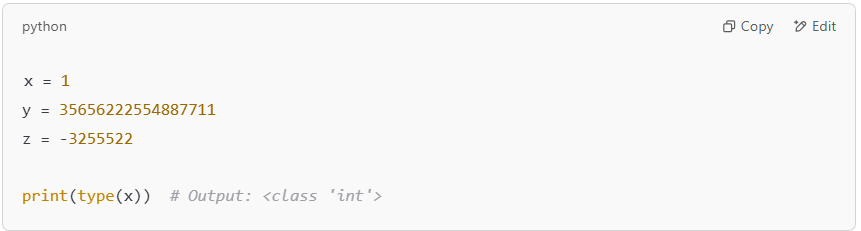 python
Copy
Edit
x = 1
y = 35656222554887711
z = -3255522
print(type(x))  # Output: <class 'int'>